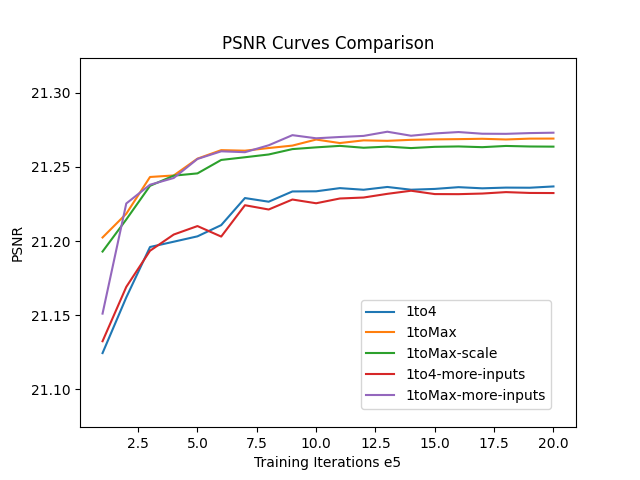 PSNR Curves Comparison
PSNR
21.30
21.25
21.20
21.15
21.10
1to4
1toMax
1toMax-scale
1to4-more-inputs
1toMax-more-inputs
2.5 5.0 7.5 10.0 12.5 15.0 17.5 20.0
Training Iterations e5